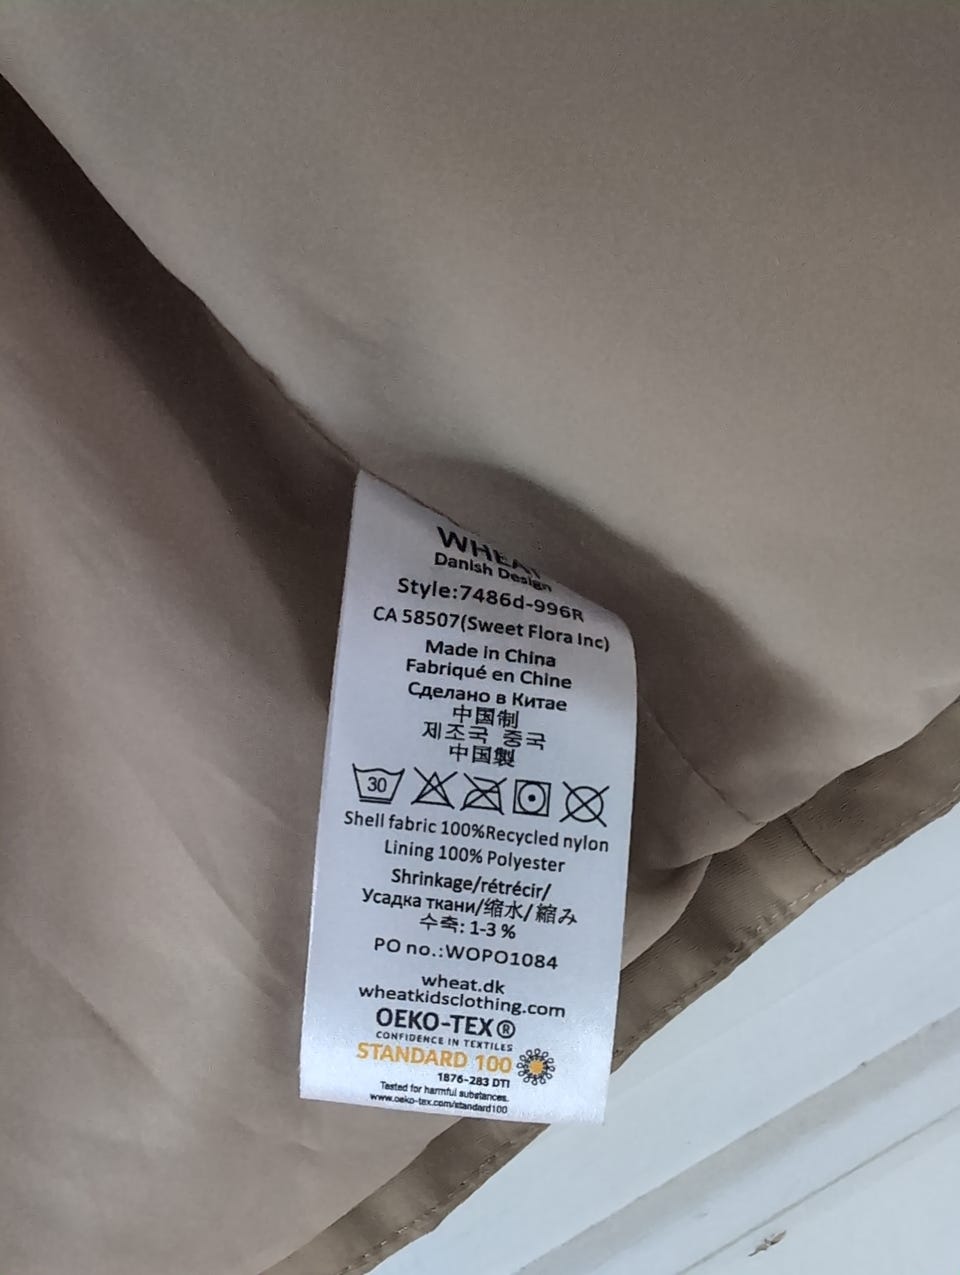 WHEAT
Danish Design
Style:7486d-996R
CA 58507(Sweet Flora Inc)
Made in China
Fabriqué en Chine
Сделано в Китае
中国制
제조국 중국
中国製
30
Shell fabric 100%Recycled nylon
Lining 100% Polyester
Shrinkage/rétrécir/
Усадка ткани/缩水/縮み
수축: 1-3 %
PO no.:WOPO1084
wheat.dk
wheatkidsclothing.com
OEKO-TEX®
CONFIDENCE IN TEXTILES
STANDARD 100
1876-283 DTI
Tested for harmful substances.
www.oeko-tex.com/standard100